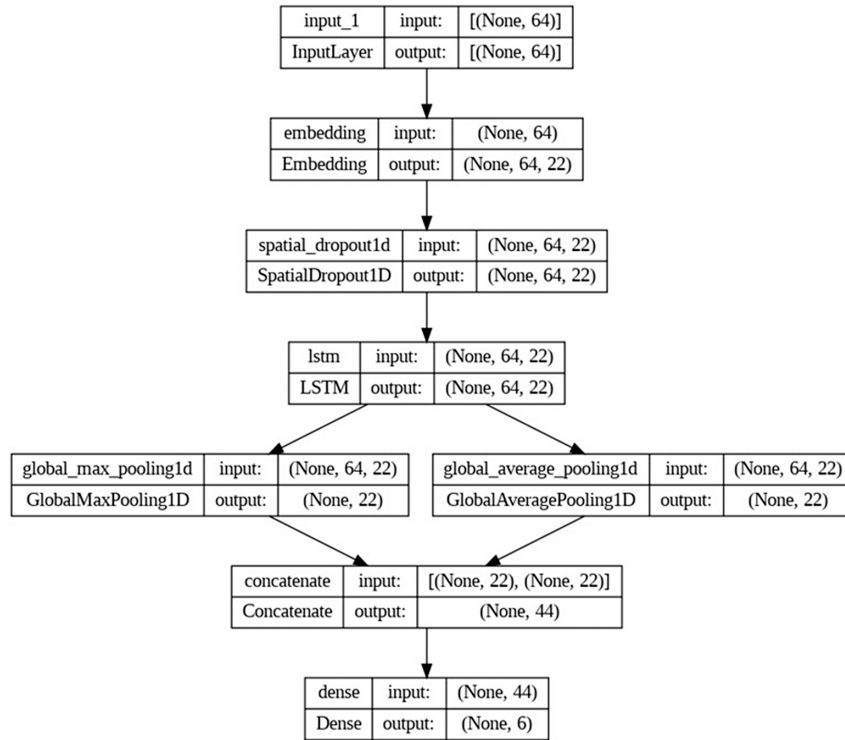 input_1 input: [(None, 64)]
InputLayer output: [(None, 64)]
embedding input: (None, 64)
Embedding output: (None, 64, 22)
spatial_dropout1d input: (None, 64, 22)
SpatialDropout1D output: (None, 64, 22)
lstm input: (None, 64, 22)
LSTM output: (None, 64, 22)
global_max_pooling1d input: (None, 64, 22)
GlobalMaxPooling1D output: (None, 22)
global_average_pooling1d input: (None, 64, 22)
GlobalAveragePooling1D output: (None, 22)
concatenate input: [(None, 22), (None, 22)]
Concatenate output: (None, 44)
dense input: (None, 44)
Dense output: (None, 6)